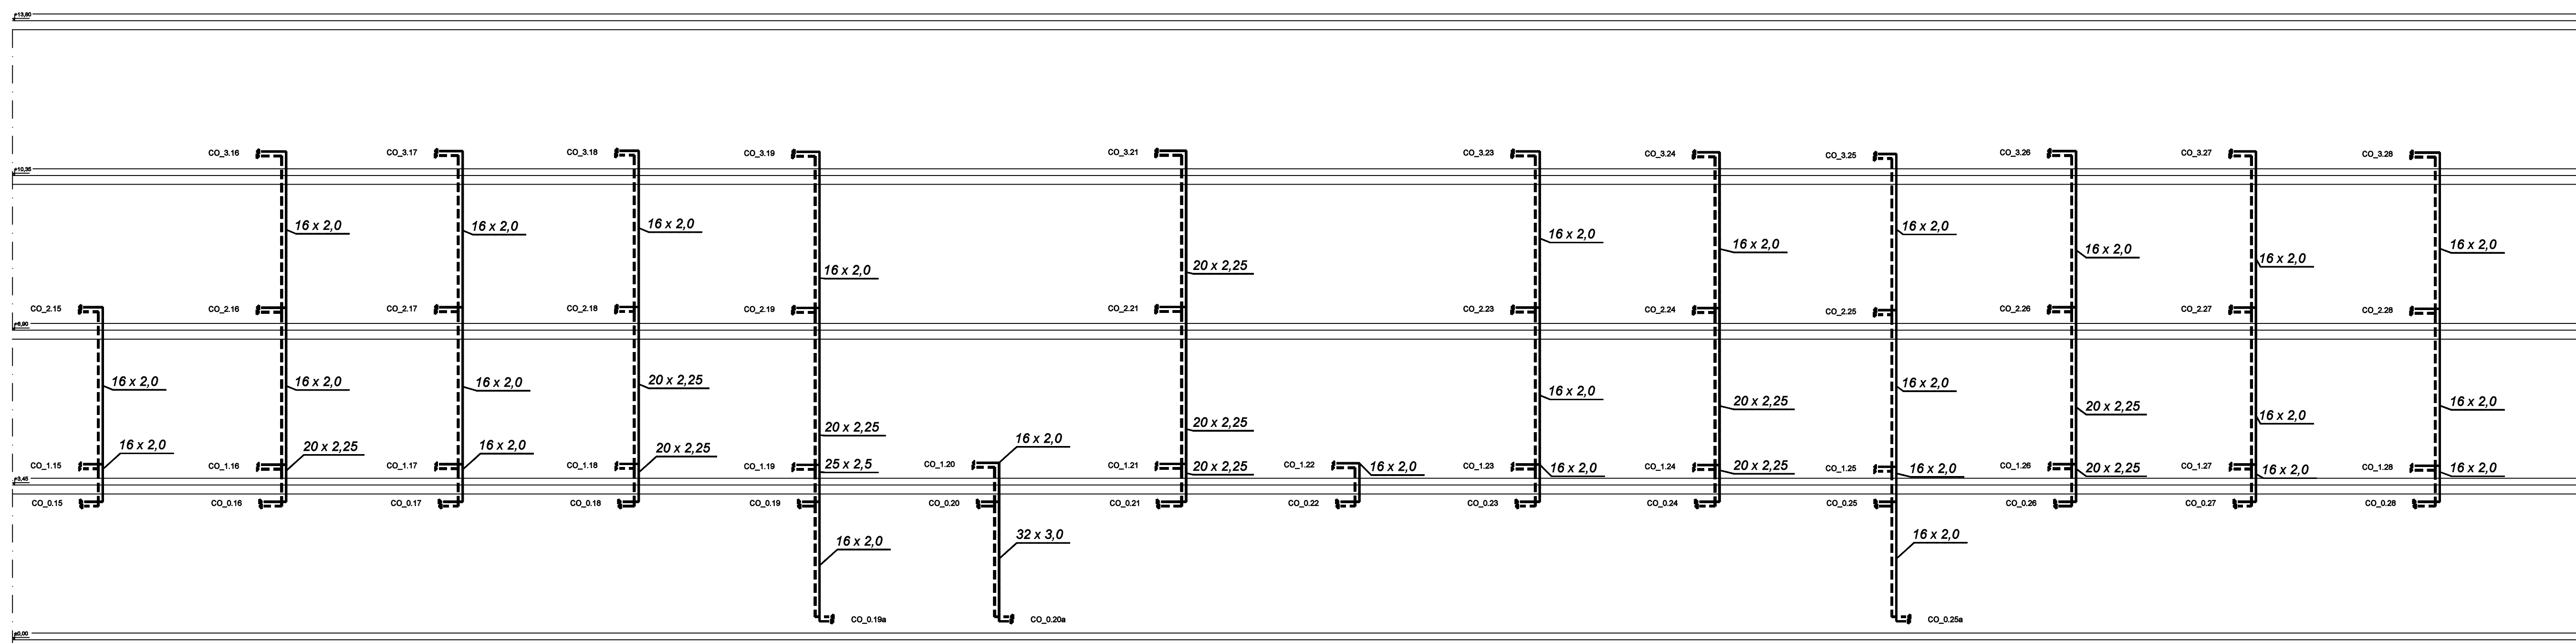 +13,80
CO_3.16
CO_3.17
CO_3.18
CO_3.19
CO_3.21
CO_3.23
CO_3.24
CO_3.25
CO_3.26
CO_3.27
CO_3.28
+10,35
16 x 2,0
16 x 2,0
16 x 2,0
16 x 2,0
20 x 2,25
16 x 2,0
16 x 2,0
16 x 2,0
16 x 2,0
16 x 2,0
16 x 2,0
CO_2.15
CO_2.16
CO_2.17
CO_2.18
CO_2.19
CO_2.21
CO_2.23
CO_2.24
CO_2.25
CO_2.26
CO_2.27
CO_2.28
+6,90
16 x 2,0
16 x 2,0
16 x 2,0
20 x 2,25
20 x 2,25
20 x 2,25
16 x 2,0
20 x 2,25
16 x 2,0
20 x 2,25
16 x 2,0
16 x 2,0
16 x 2,0
20 x 2,25
16 x 2,0
20 x 2,25
25 x 2,5
16 x 2,0
20 x 2,25
16 x 2,0
16 x 2,0
20 x 2,25
16 x 2,0
20 x 2,25
16 x 2,0
16 x 2,0
CO_1.15
CO_1.16
CO_1.17
CO_1.18
CO_1.19
CO_1.20
CO_1.21
CO_1.22
CO_1.23
CO_1.24
CO_1.25
CO_1.26
CO_1.27
CO_1.28
+3,45
CO_0.15
CO_0.16
CO_0.17
CO_0.18
CO_0.19
CO_0.20
CO_0.21
CO_0.22
CO_0.23
CO_0.24
CO_0.25
CO_0.26
CO_0.27
CO_0.28
16 x 2,0
32 x 3,0
16 x 2,0
CO_0.19a
CO_0.20a
CO_0.25a
±0,00